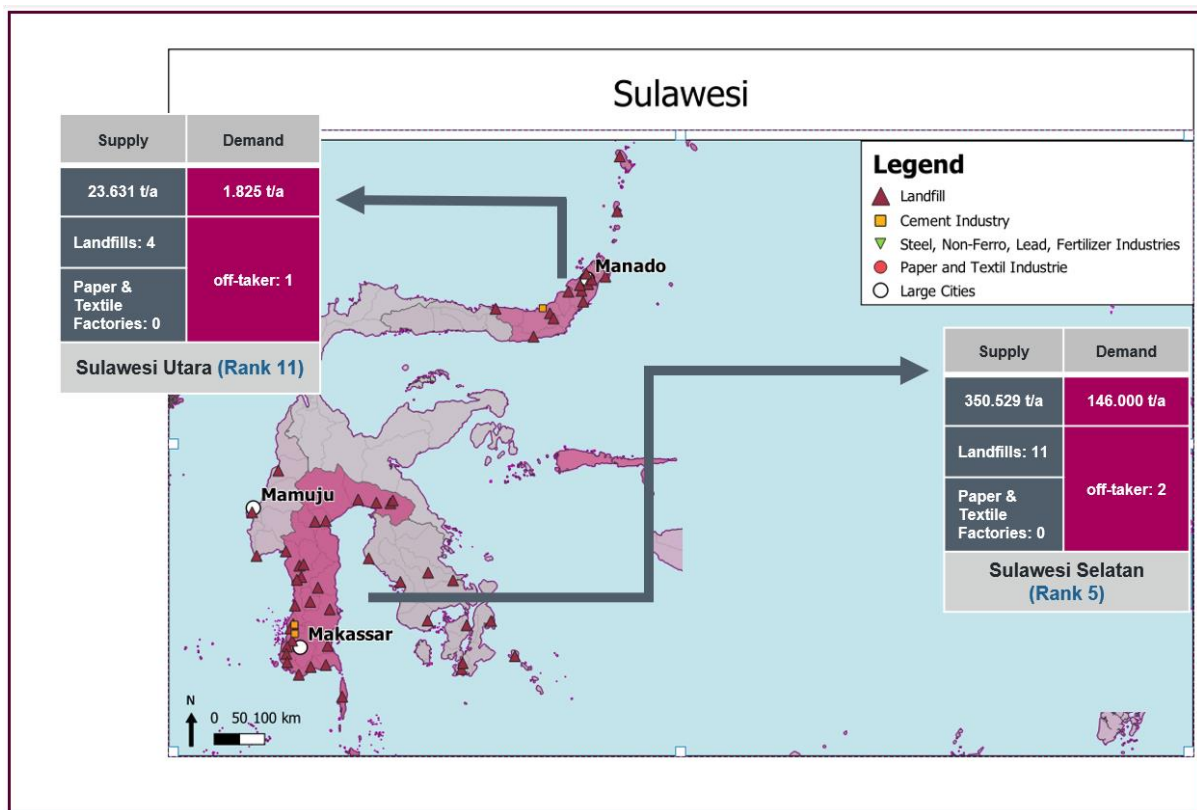 Sulawesi
Supply
Demand
23.631 t/a
1.825 t/a
Landfills: 4
off-taker: 1
Paper &
Textile
Factories: 0
Sulawesi Utara (Rank 11)
Legend
Landfill
Cement Industry
Steel, Non-Ferro, Lead, Fertilizer Industries
Paper and Textil Industrie
Large Cities
Manado
Mamuju
Makassar
Supply
Demand
350.529 t/a
146.000 t/a
Landfills: 11
off-taker: 2
Paper &
Textile
Factories: 0
Sulawesi Selatan
(Rank 5)
N
0 50 100 km